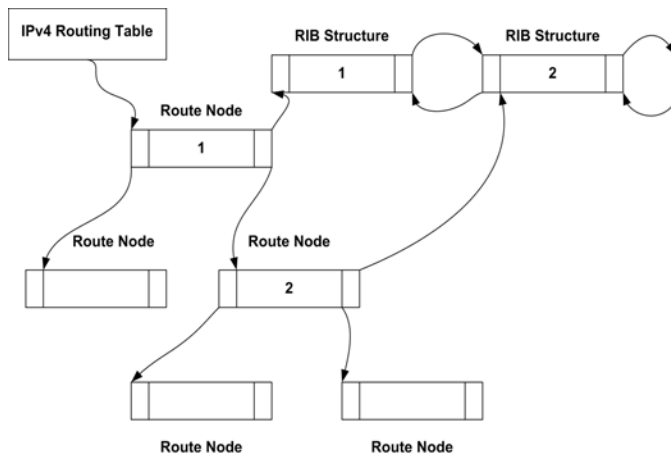 IPv4 Routing Table
RIB Structure
RIB Structure
1
2
Route Node
1
Route Node
Route Node
2
Route Node
Route Node